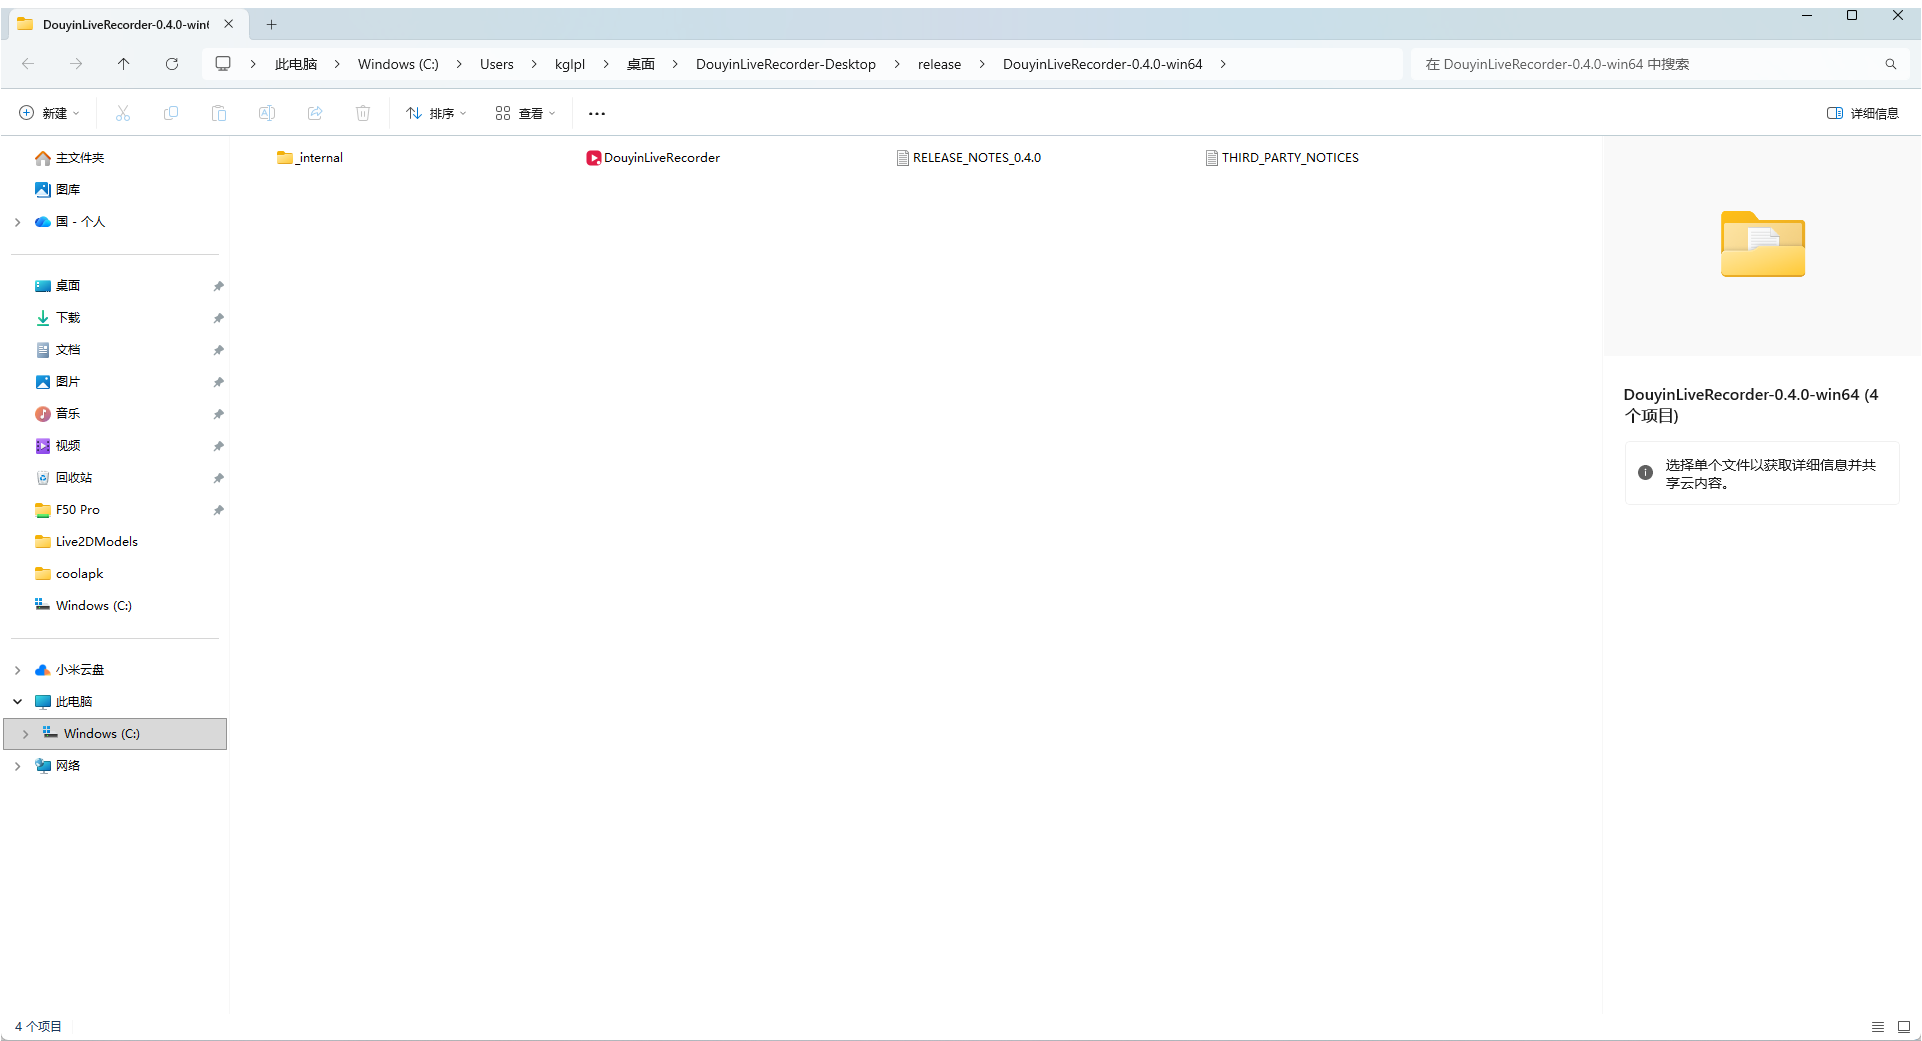 DouyinLiveRecorder-0.4.0-win
此电脑 Windows (C:) Users kglpl 桌面 DouyinLiveRecorder-Desktop release DouyinLiveRecorder-0.4.0-win64
在 DouyinLiveRecorder-0.4.0-win64 中搜索
新建 排序 查看 详细信息
主文件夹
图库
国 - 个人
桌面
下载
文档
图片
音乐
视频
回收站
F50 Pro
Live2DModels
coolapk
Windows (C:)
小米云盘
此电脑
Windows (C:)
网络
_internal DouyinLiveRecorder RELEASE_NOTES_0.4.0 THIRD_PARTY_NOTICES
DouyinLiveRecorder-0.4.0-win64 (4
个项目)
选择单个文件以获取详细信息并共
享云内容。
4 个项目